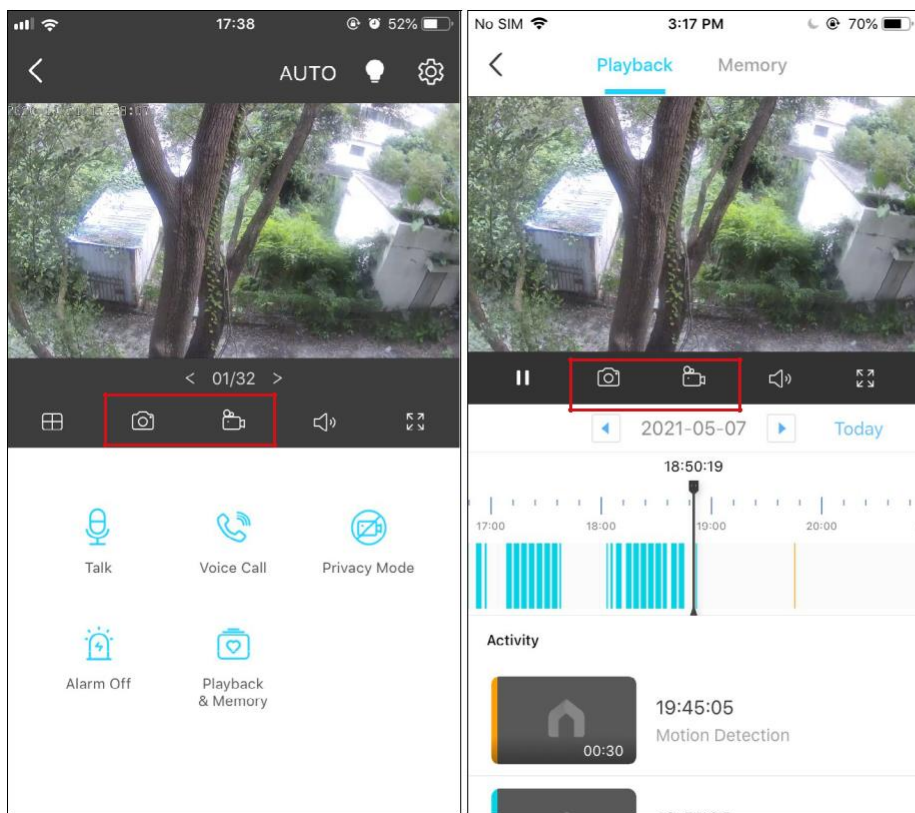 17:38
52%
AUTO
< 01/32 >
Talk
Voice Call
Privacy Mode
Alarm Off
Playback
& Memory
No SIM
3:17 PM
70%
Playback
Memory
2021-05-07
Today
18:50:19
17:00
18:00
19:00
20:00
Activity
00:30
19:45:05
Motion Detection